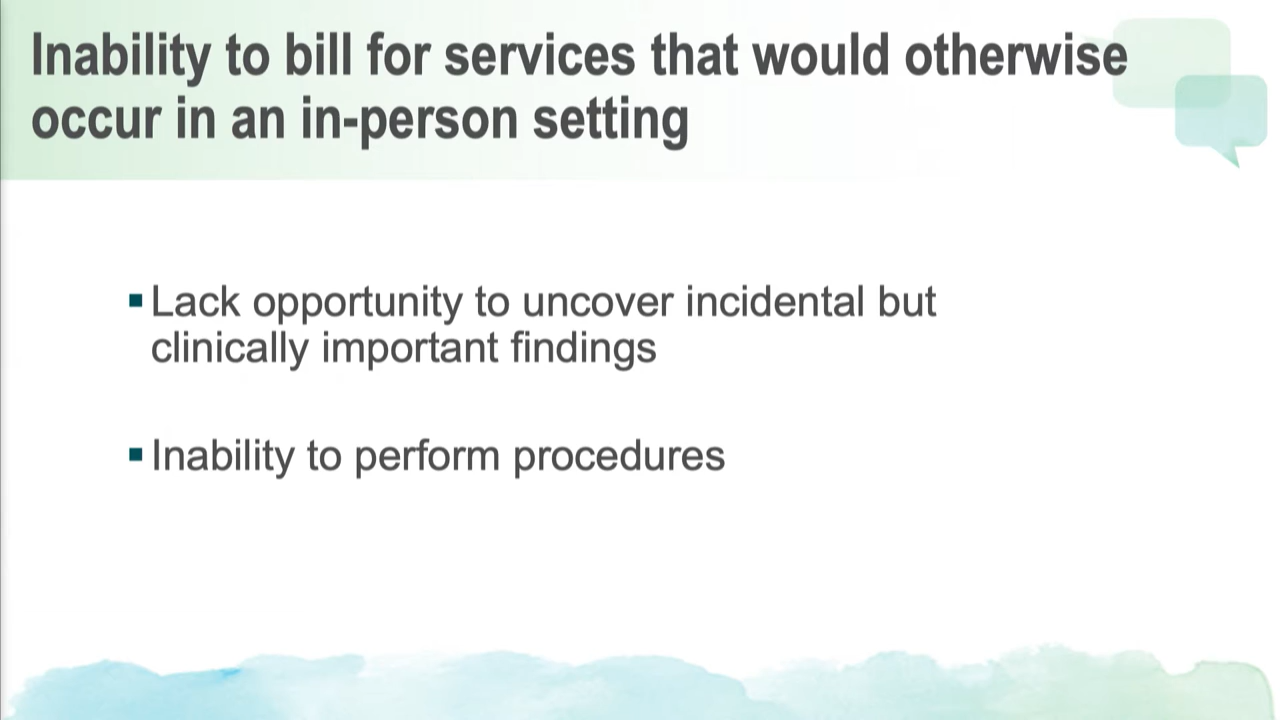 Inability to bill for services that would otherwise
occur in an in-person setting
▪Lack opportunity to uncover incidental but
clinically important findings
▪Inability to perform procedures